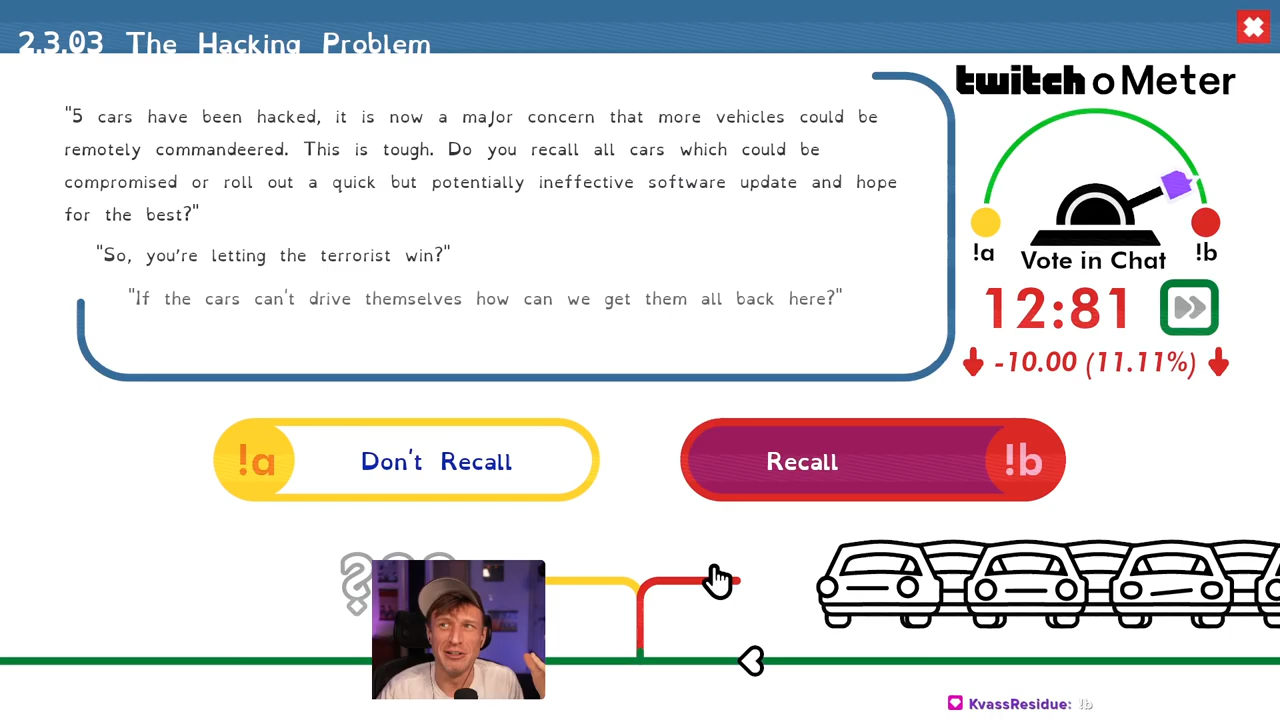 2.3.03 The Hacking Problem
twitch o Meter
"5 cars have been hacked, it is now a major concern that more vehicles could be
remotely commandeered. This is tough. Do you recall all cars which could be
compromised or roll out a quick but potentially ineffective software update and hope
for the best?"
"So, you're letting the terrorist win?"
"If the cars can't drive themselves how can we get them all back here?"
!a
!b
Vote in Chat
12:81
-10.00 (11.11%)
!a Don't Recall
Recall !b
???
KvassResidue: !b